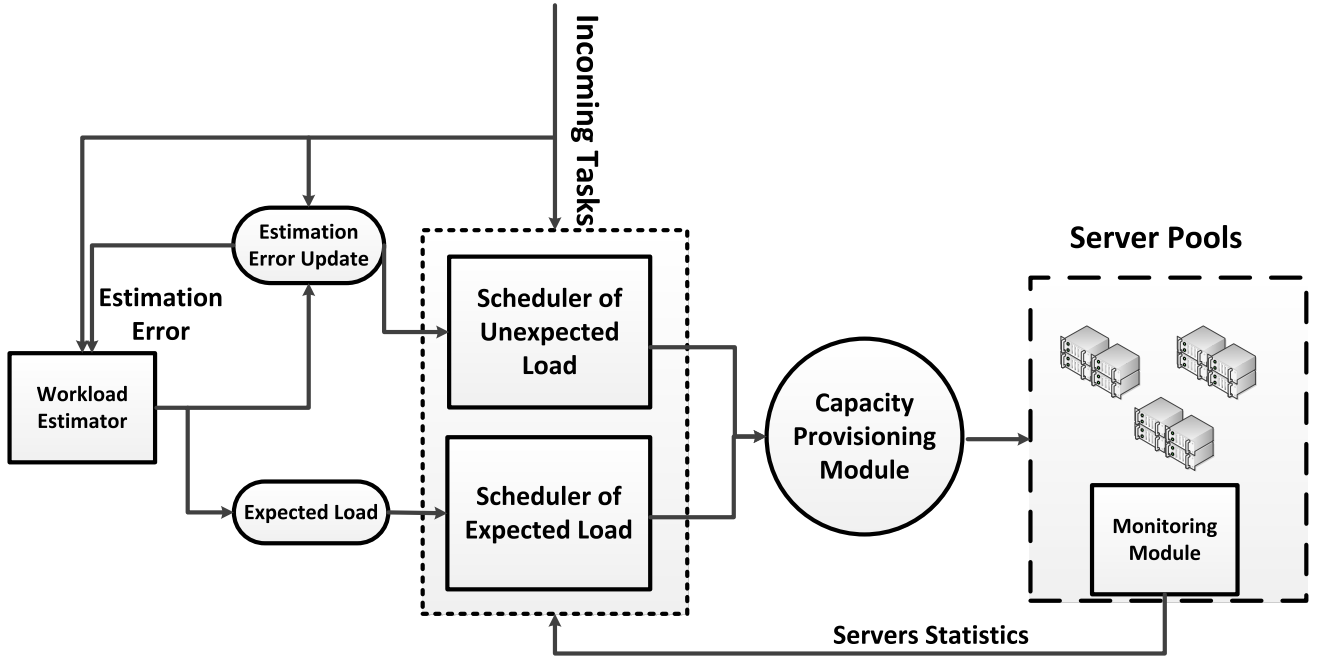 Incoming Tasks
Estimation
Error Update
Estimation
Error
Workload
Estimator
Expected Load
Scheduler of
Unexpected
Load
Scheduler of
Expected Load
Capacity
Provisioning
Module
Server Pools
Monitoring
Module
Servers Statistics